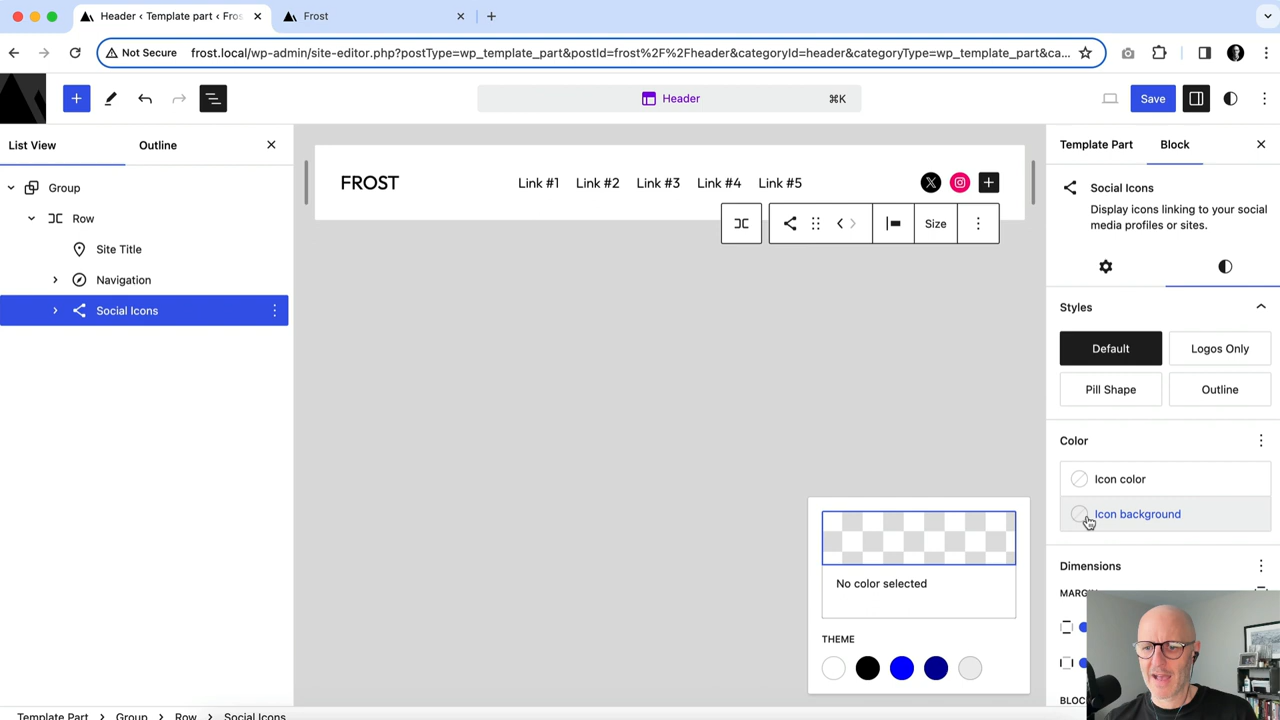 Header ‹ Template part ‹ Fros
Frost
Not Secure
frost.local/wp-admin/site-editor.php?postType=wp_template_part&postId=frost%2F%2Fheader&categoryId=header&categoryType=wp_template_part&ca...
Header
⌘K
Save
List View
Outline
Template Part
Block
Group
Row
Site Title
Navigation
Social Icons
FROST
Link #1
Link #2
Link #3
Link #4
Link #5
Size
Social Icons
Display icons linking to your social
media profiles or sites.
Styles
Default
Logos Only
Pill Shape
Outline
Color
Icon color
Icon background
No color selected
THEME
Dimensions
Template Part
Group
Row
Social Icons